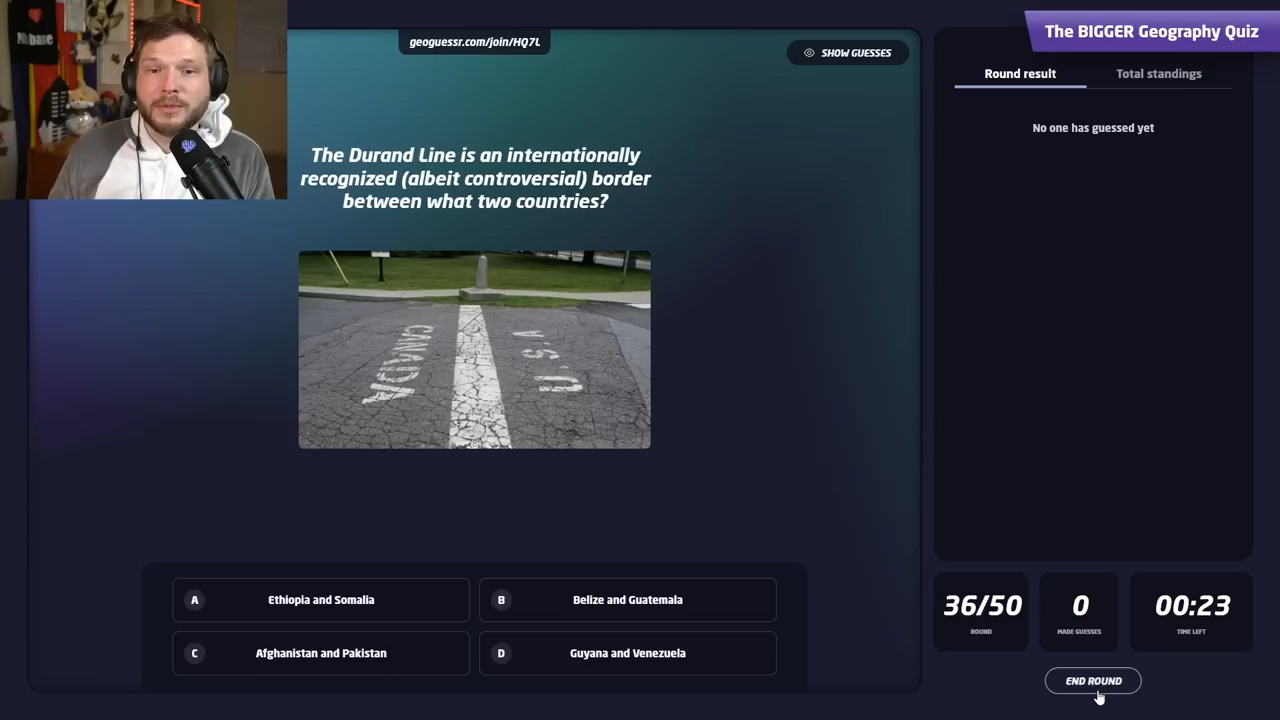 The BIGGER Geography Quiz
geoguessr.com/join/HQ7L
SHOW GUESSES
Round result
Total standings
No one has guessed yet
The Durand Line is an internationally
recognized (albeit controversial) border
between what two countries?
CANADA
U.S.A
A
Ethiopia and Somalia
B
Belize and Guatemala
C
Afghanistan and Pakistan
D
Guyana and Venezuela
36/50
ROUND
0
MADE GUESSES
00:23
TIME LEFT
END ROUND